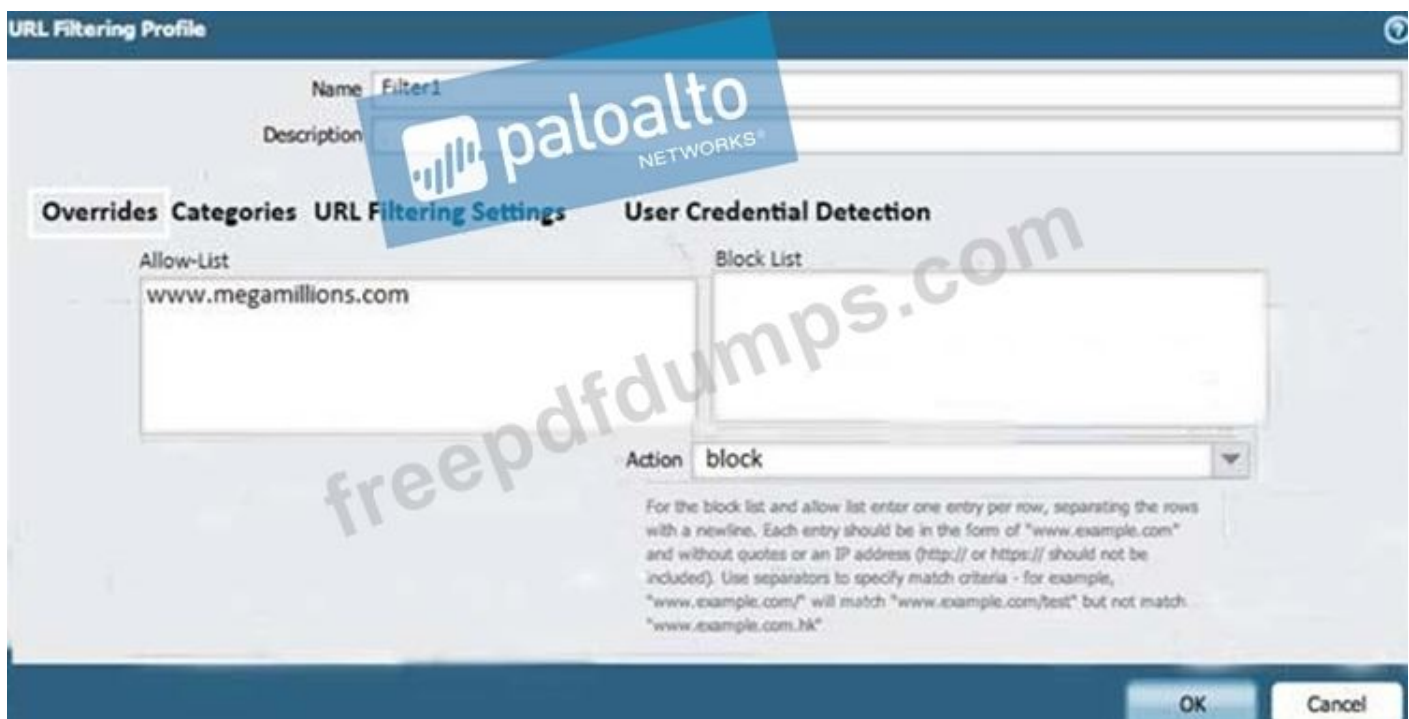 URL Filtering Profile
Name Filter1
Description
paloalto
NETWORKS®
Overrides Categories URL Filtering Settings User Credential Detection
Allow-List Block List
www.megamillions.com
freepdfdumps.com
Action block
For the block list and allow list enter one entry per row, separating the rows
with a newline. Each entry should be in the form of "www.example.com"
and without quotes or an IP address (http:// or https:// should not be
included). Use separators to specify match criteria - for example,
"www.example.com/" will match "www.example.com/test" but not match
"www.example.com.hk"
OK Cancel